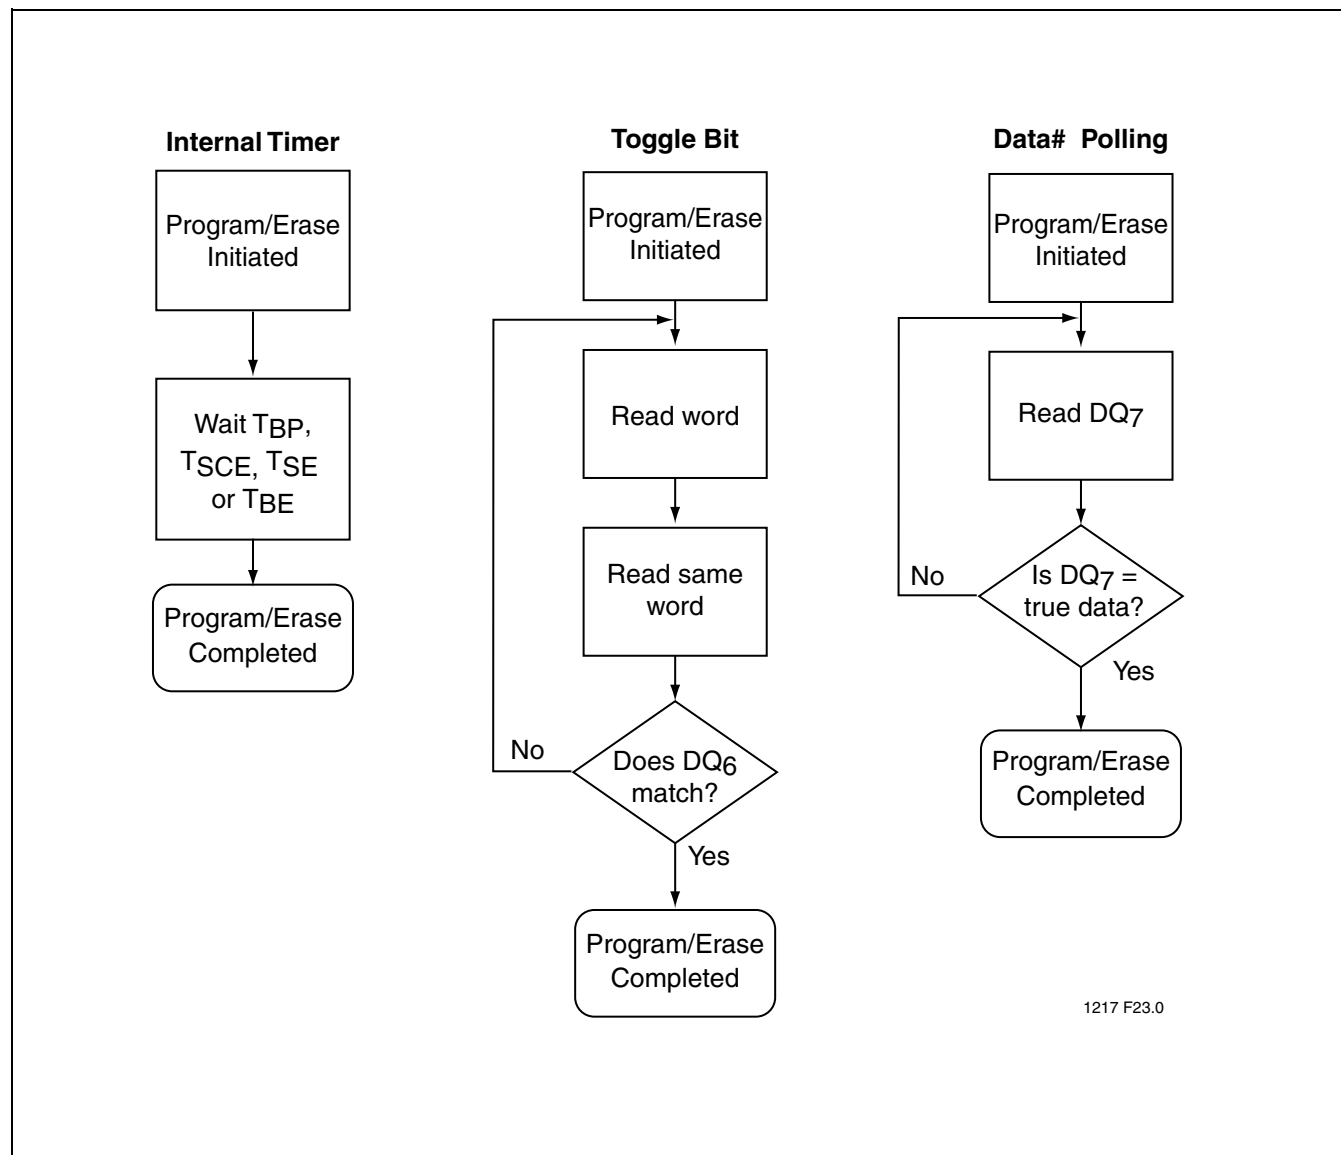 Internal Timer
Program/Erase
Initiated
Wait TBP,
TSCE, TSE
or TBE
Program/Erase
Completed
Toggle Bit
Program/Erase
Initiated
Read word
Read same
word
No
Does DQ6
match?
Yes
Program/Erase
Completed
Data# Polling
Program/Erase
Initiated
Read DQ7
No
Is DQ7 =
true data?
Yes
Program/Erase
Completed
1217 F23.0